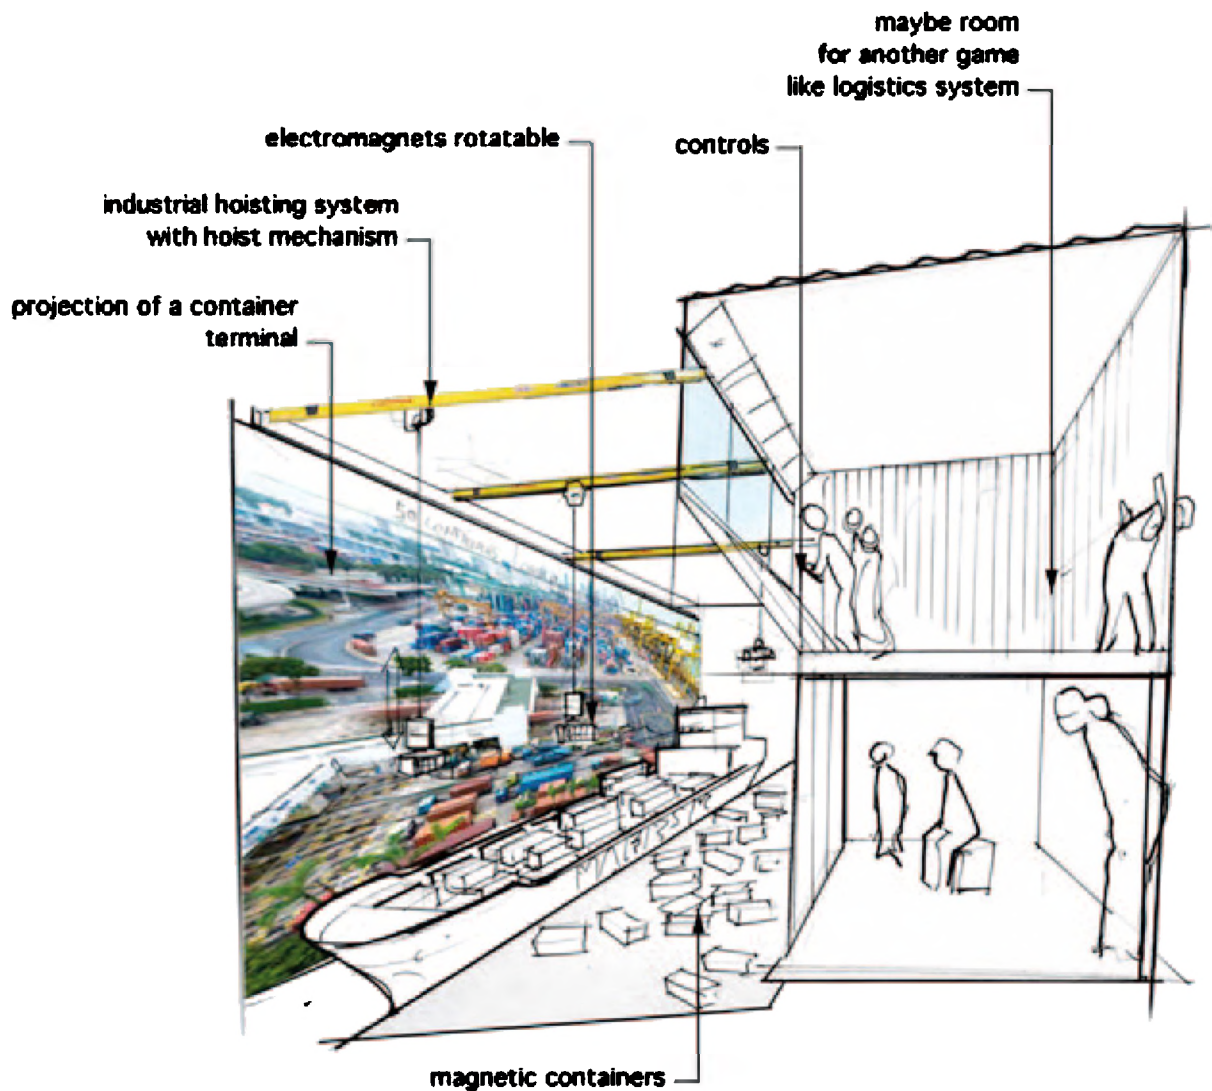 maybe room
for another game
like logistics system
electromagnets rotatable
controls
industrial hoisting system
with hoist mechanism
projection of a container
terminal
magnetic containers